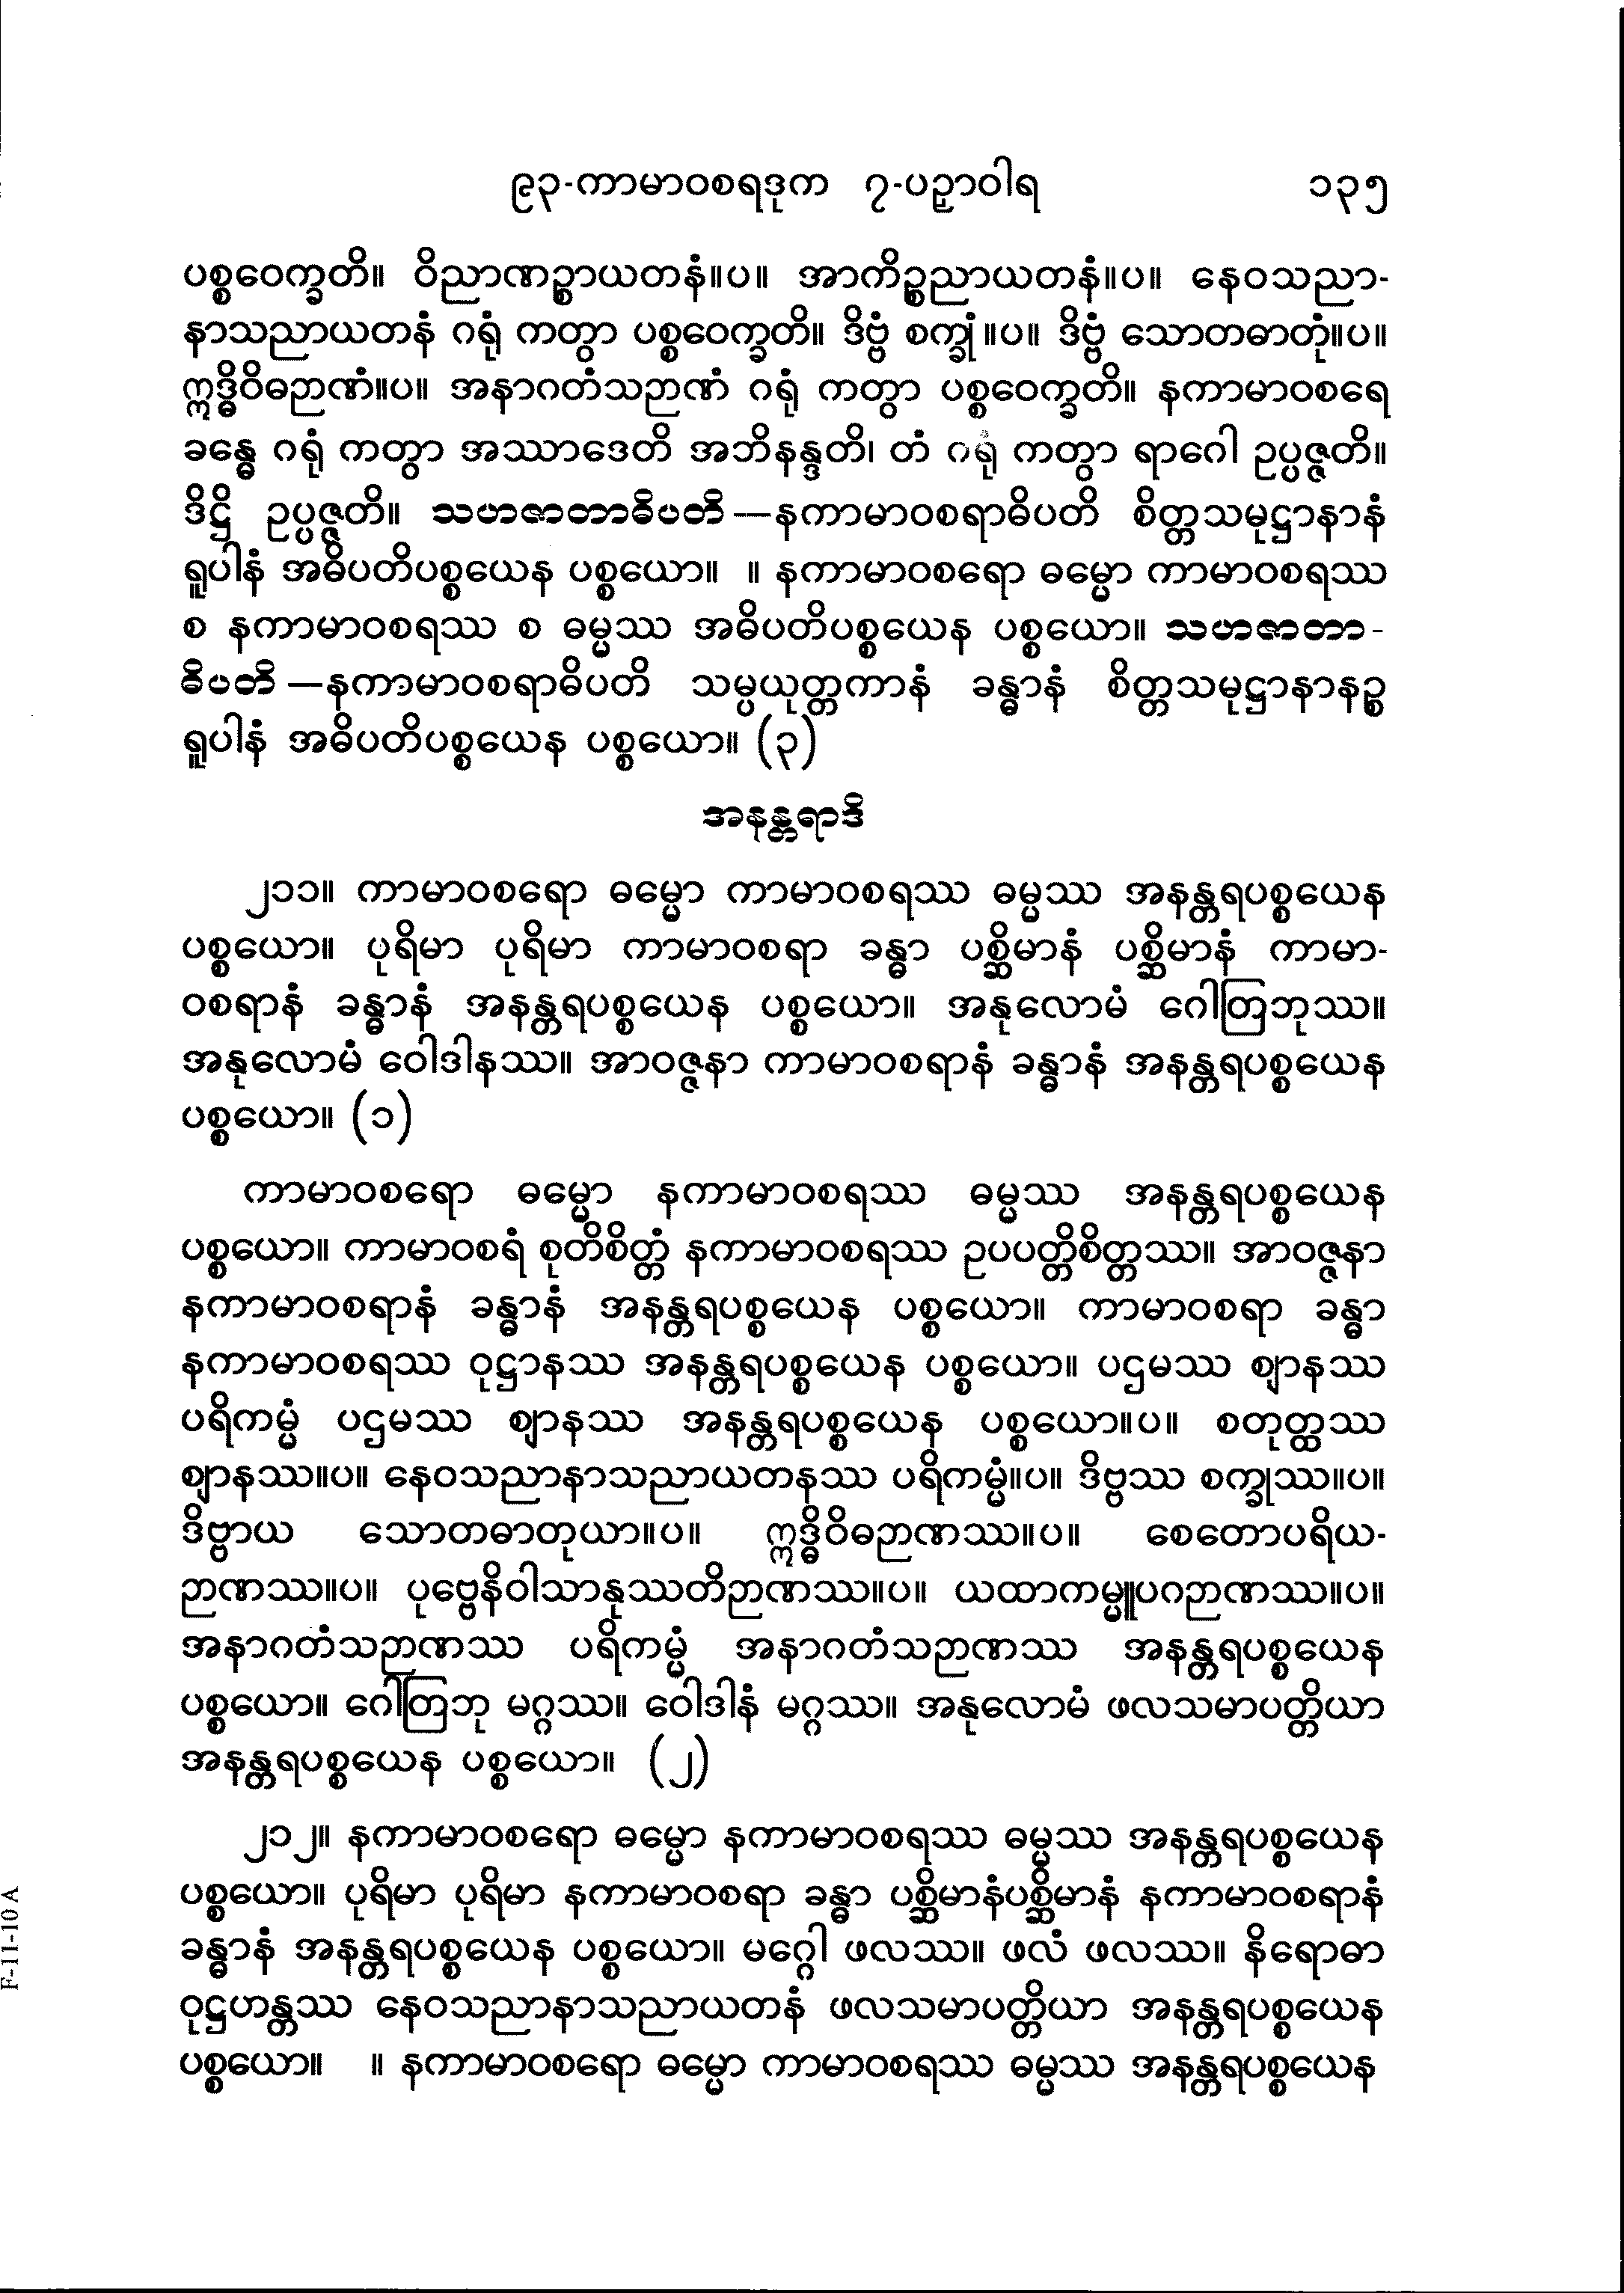 ၉၃-ကာမာဝစရဒုက ၇-ပဉှာဝါရ ၁၃၅
ပစ္စဝေက္ခတိ။ ဝိညာဏဉ္စာယတနံ။ပ။ အာကိဉ္စညာယတနံ။ပ။ နေဝသညာ-
နာသညာယတနံ ဂရုံ ကတွာ ပစ္စဝေက္ခတိ။ ဒိဗ္ဗံ စက္ခုံ။ပ။ ဒိဗ္ဗံ သောတဓာတုံ။ပ။
ဣဒ္ဓိဝိဓဉာဏံ။ပ။ အနာဂတံသဉာဏံ ဂရုံ ကတွာ ပစ္စဝေက္ခတိ။ နကာမာဝစရေ
ခန္ဓေ ဂရုံ ကတွာ အဿာဒေတိ အဘိနန္ဒတိ၊ တံ ဂရုံ ကတွာ ရာဂေါ ဥပ္ပဇ္ဇတိ။
ဒိဋ္ဌိ ဥပ္ပဇ္ဇတိ။ သဟဇာတာဓိပတိ—နကာမာဝစရာဓိပတိ စိတ္တသမုဋ္ဌာနာနံ
ရူပါနံ အဓိပတိပစ္စယေန ပစ္စယော။ ။ နကာမာဝစရော ဓမ္မော ကာမာဝစရဿ
စ နကာမာဝစရဿ စ ဓမ္မဿ အဓိပတိပစ္စယေန ပစ္စယော။ သဟဇာတာ-
ဓိပတိ—နကာမာဝစရာဓိပတိ သမ္ပယုတ္တကာနံ ခန္ဓာနံ စိတ္တသမုဋ္ဌာနာနဉ္စ
ရူပါနံ အဓိပတိပစ္စယေန ပစ္စယော။ (၃)
အနန္တရာဒိ
၂၁၁။ ကာမာဝစရော ဓမ္မော ကာမာဝစရဿ ဓမ္မဿ အနန္တရပစ္စယေန
ပစ္စယော။ ပုရိမာ ပုရိမာ ကာမာဝစရာ ခန္ဓာ ပစ္ဆိမာနံ ပစ္ဆိမာနံ ကာမာ-
ဝစရာနံ ခန္ဓာနံ အနန္တရပစ္စယေန ပစ္စယော။ အနုလောမံ ဂေါတြဘုဿ။
အနုလောမံ ဝေါဒါနဿ။ အာဝဇ္ဇနာ ကာမာဝစရာနံ ခန္ဓာနံ အနန္တရပစ္စယေန
ပစ္စယော။ (၁)
ကာမာဝစရော ဓမ္မော နကာမာဝစရဿ ဓမ္မဿ အနန္တရပစ္စယေန
ပစ္စယော။ ကာမာဝစရံ စုတိစိတ္တံ နကာမာဝစရဿ ဥပပတ္တိစိတ္တဿ။ အာဝဇ္ဇနာ
နကာမာဝစရာနံ ခန္ဓာနံ အနန္တရပစ္စယေန ပစ္စယော။ ကာမာဝစရာ ခန္ဓာ
နကာမာဝစရဿ ဝုဋ္ဌာနဿ အနန္တရပစ္စယေန ပစ္စယော။ ပဌမဿ ဈာနဿ
ပရိကမ္မံ ပဌမဿ ဈာနဿ အနန္တရပစ္စယေန ပစ္စယော။ပ။ စတုတ္ထဿ
ဈာနဿ။ပ။ နေဝသညာနာသညာယတနဿ ပရိကမ္မံ။ပ။ ဒိဗ္ဗဿ စက္ခုဿ။ပ။
ဒိဗ္ဗာယ သောတဓာတုယာ။ပ။ ဣဒ္ဓိဝိဓဉာဏဿ။ပ။ စေတောပရိယ-
ဉာဏဿ။ပ။ ပုဗ္ဗေနိဝါသာနုဿတိဉာဏဿ။ပ။ ယထာကမ္မူပဂဉာဏဿ။ပ။
အနာဂတံသဉာဏဿ ပရိကမ္မံ အနာဂတံသဉာဏဿ အနန္တရပစ္စယေန
ပစ္စယော။ ဂေါတြဘု မဂ္ဂဿ။ ဝေါဒါနံ မဂ္ဂဿ။ အနုလောမံ ဖလသမာပတ္တိယာ
အနန္တရပစ္စယေန ပစ္စယော။ (၂)
၂၁၂။ နကာမာဝစရော ဓမ္မော နကာမာဝစရဿ ဓမ္မဿ အနန္တရပစ္စယေန
ပစ္စယော။ ပုရိမာ ပုရိမာ နကာမာဝစရာ ခန္ဓာ ပစ္ဆိမာနံပစ္ဆိမာနံ နကာမာဝစရာနံ
ခန္ဓာနံ အနန္တရပစ္စယေန ပစ္စယော။ မဂ္ဂေါ ဖလဿ။ ဖလံ ဖလဿ။ နိရောဓာ
ဝုဋ္ဌဟန္တဿ နေဝသညာနာသညာယတနံ ဖလသမာပတ္တိယာ အနန္တရပစ္စယေန
ပစ္စယော။ ။ နကာမာဝစရော ဓမ္မော ကာမာဝစရဿ ဓမ္မဿ အနန္တရပစ္စယေန
F-11-10 A